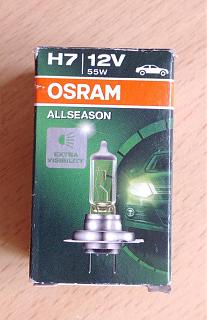 H7 12V
55W
OSRAM
ALLSEASON
EXTRA
VISIBILITY